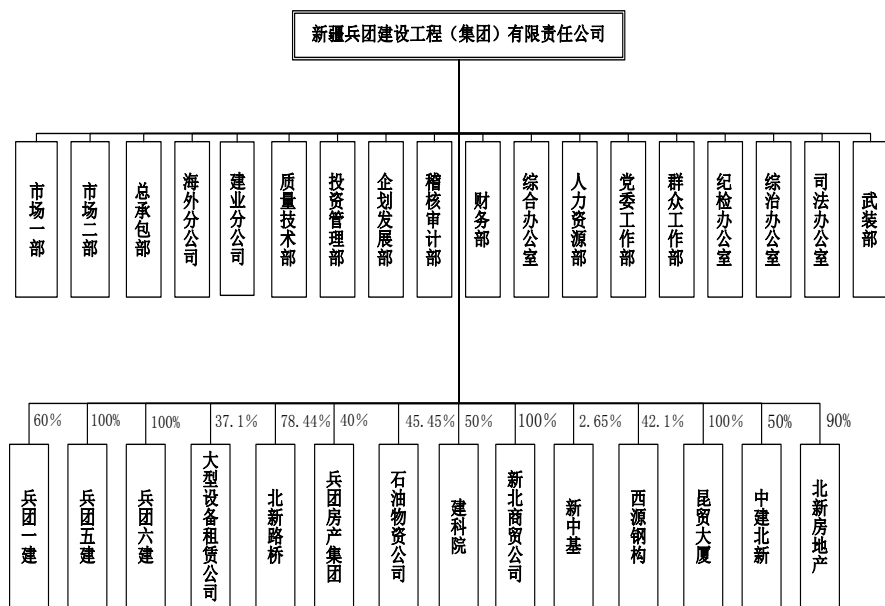 新疆兵团建设工程（集团）有限责任公司
市场一部
市场二部
总承包部
海外分公司
建业分公司
质量技术部
投资管理部
企划发展部
稽核审计部
财务部
综合办公室
人力资源部
党委工作部
群众工作部
纪检办公室
综治办公室
司法办公室
武装部
60%
100%
100%
37.1%
78.44%
40%
45.45%
50%
100%
2.65%
42.1%
100%
50%
90%
兵团一建
兵团五建
兵团六建
大型设备租赁公司
北新路桥
兵团房产集团
石油物资公司
建科院
新北商贸公司
新中基
西源钢构
昆贸大厦
中建北新
北新房地产